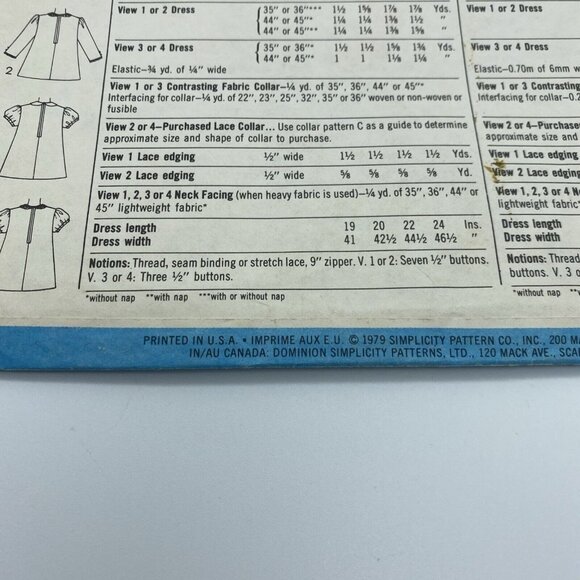 View 1 or 2 Dress { 35" or 36"*** 1½ 1⅝ 1⅞ 1⅞ Yds.
44" or 45"* 1¼ 1¼ 1⅜ 1½ "
44" or 45"** 1¼ 1¼ 1⅜ 1⅝ "
View 3 or 4 Dress { 35" or 36"* 1½ 1½ 1⅝ 1¾ Yds.
44" or 45"* 1 1 1⅛ 1¼ "
Elastic–¾ yd. of ¼" wide
View 1 or 3 Contrasting Fabric Collar–¼ yd. of 35", 36", 44" or 45"*
Interfacing for collar–¼ yd. of 22", 23", 25", 32", 35" or 36" woven or non-woven or
fusible
View 2 or 4–Purchased Lace Collar... Use collar pattern C as a guide to determine
approximate size and shape of collar to purchase.
View 1 Lace edging ½" wide 1½ 1½ 1½ 1½ Yds.
View 2 Lace edging ½" wide ⅝ ⅝ ⅝ ⅝ Yd.
View 1, 2, 3 or 4 Neck Facing (when heavy fabric is used)–¼ yd. of 35", 36", 44" or
45" lightweight fabric*
Dress length 19 20 22 24 Ins.
Dress width 41 42½ 44½ 46½ "
Notions: Thread, seam binding or stretch lace, 9" zipper. V. 1 or 2: Seven ½" buttons.
V. 3 or 4: Three ½" buttons.
*without nap **with nap ***with or without nap
2
View 1 or 2 Dress
View 3 or 4 Dress
Elastic–0.70m of 6mm w
View 1 or 3 Contrasting
Interfacing for collar–0.2
View 2 or 4–Purchased
approximate size and
View 1 Lace edging
View 2 Lace edging
View 1, 2, 3 or 4 Neck
lightweight fabric*
Dress length
Dress width
Notions: Thread
buttons. V. 3 o
*without nap **w
PRINTED IN U.S.A. • IMPRIME AUX E.U. © 1979 SIMPLICITY PATTERN CO., INC., 200 MA
IN/AU CANADA: DOMINION SIMPLICITY PATTERNS, LTD., 120 MACK AVE., SCA